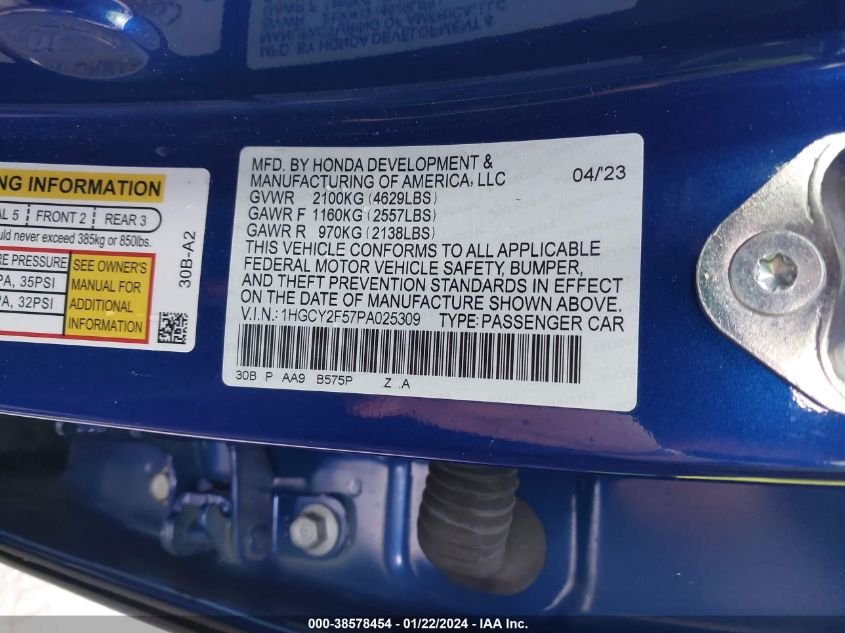 MFD. BY HONDA DEVELOPMENT &
MANUFACTURING OF AMERICA, LLC 04/'23
GVWR 2100KG (4629LBS)
GAWR F 1160KG (2557LBS)
GAWR R 970KG (2138LBS)
THIS VEHICLE CONFORMS TO ALL APPLICABLE
FEDERAL MOTOR VEHICLE SAFETY, BUMPER,
AND THEFT PREVENTION STANDARDS IN EFFECT
ON THE DATE OF MANUFACTURE SHOWN ABOVE.
V.I.N.:1HGCY2F57PA025309 TYPE:PASSENGER CAR
30B P AA9 B575P .Z .A
INFORMATION
5 FRONT 2 REAR 3
never exceed 385kg or 850lbs.
PRESSURE
35PSI
32PSI
SEE OWNER'S
MANUAL FOR
ADDITIONAL
INFORMATION
30B-A2
000-38578454 - 01/22/2024 - IAA Inc.